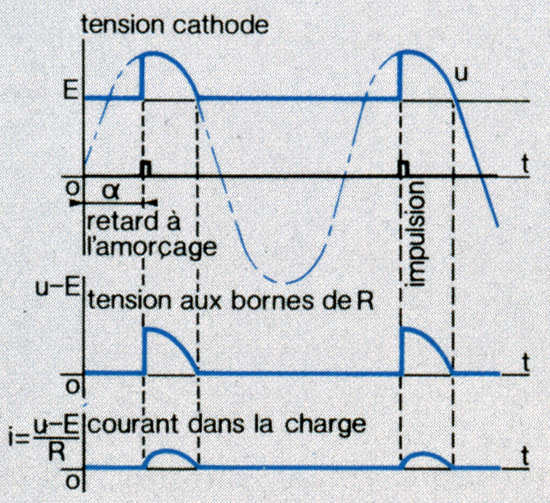 tension cathode
E
u
t
o
α
retard à
l'amorçage
impulsion
u-E
tension aux bornes de R
t
o
i=u-E/R
courant dans la charge
t
o